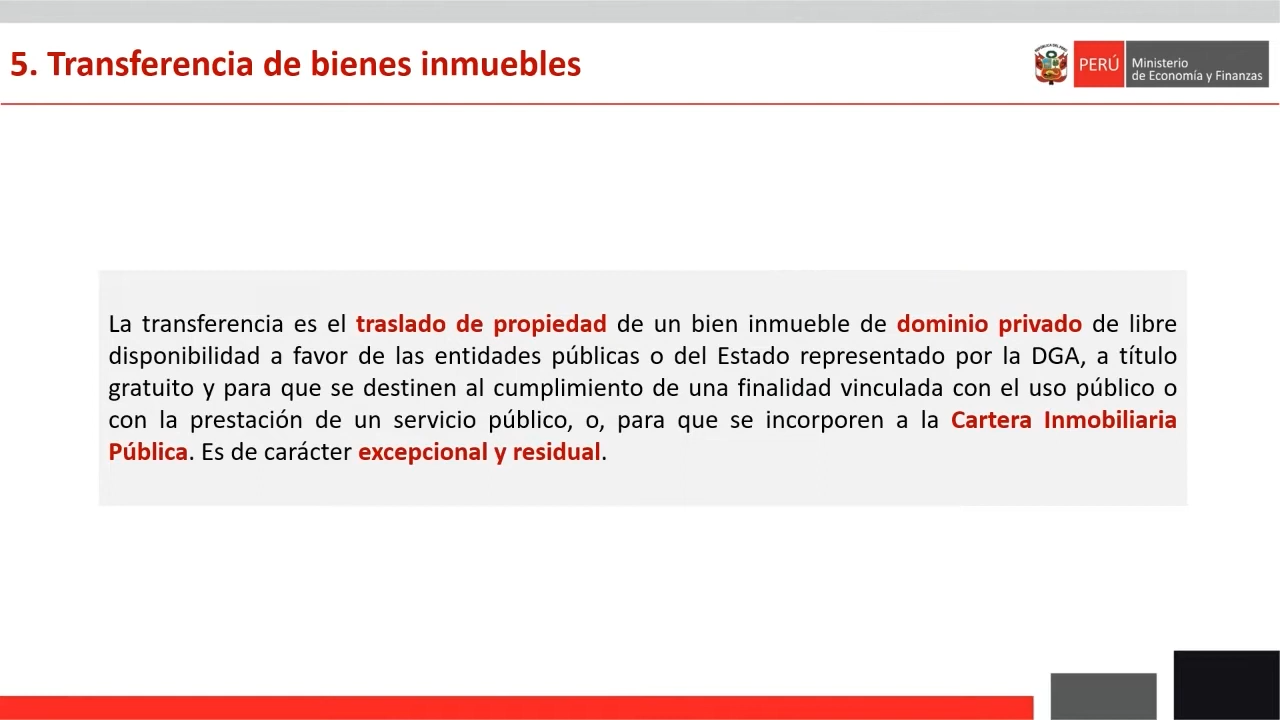 5. Transferencia de bienes inmuebles
PERÚ
Ministerio
de Economía y Finanzas
La transferencia es el traslado de propiedad de un bien inmueble de dominio privado de libre
disponibilidad a favor de las entidades públicas o del Estado representado por la DGA, a título
gratuito y para que se destinen al cumplimiento de una finalidad vinculada con el uso público o
con la prestación de un servicio público, o, para que se incorporen a la Cartera Inmobiliaria
Pública. Es de carácter excepcional y residual.